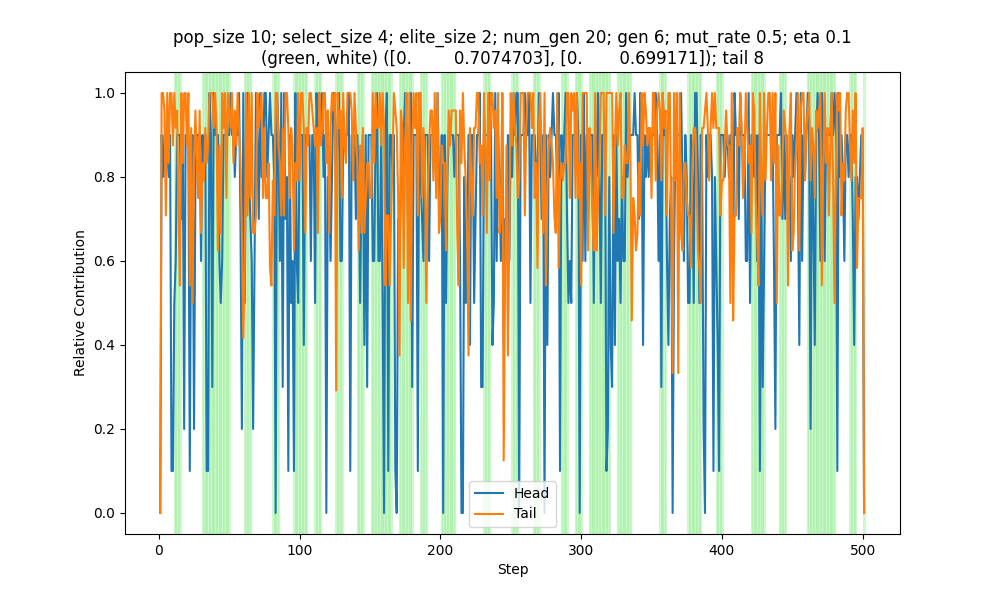 pop_size 10; select_size 4; elite_size 2; num_gen 20; gen 6; mut_rate 0.5; eta 0.1
(green, white) ([0.         0.7074703], [0.        0.699171]); tail 8
1.0
0.8
0.6
0.4
0.2
0.0
Relative Contribution
Head
Tail
0
100
200
300
400
500
Step